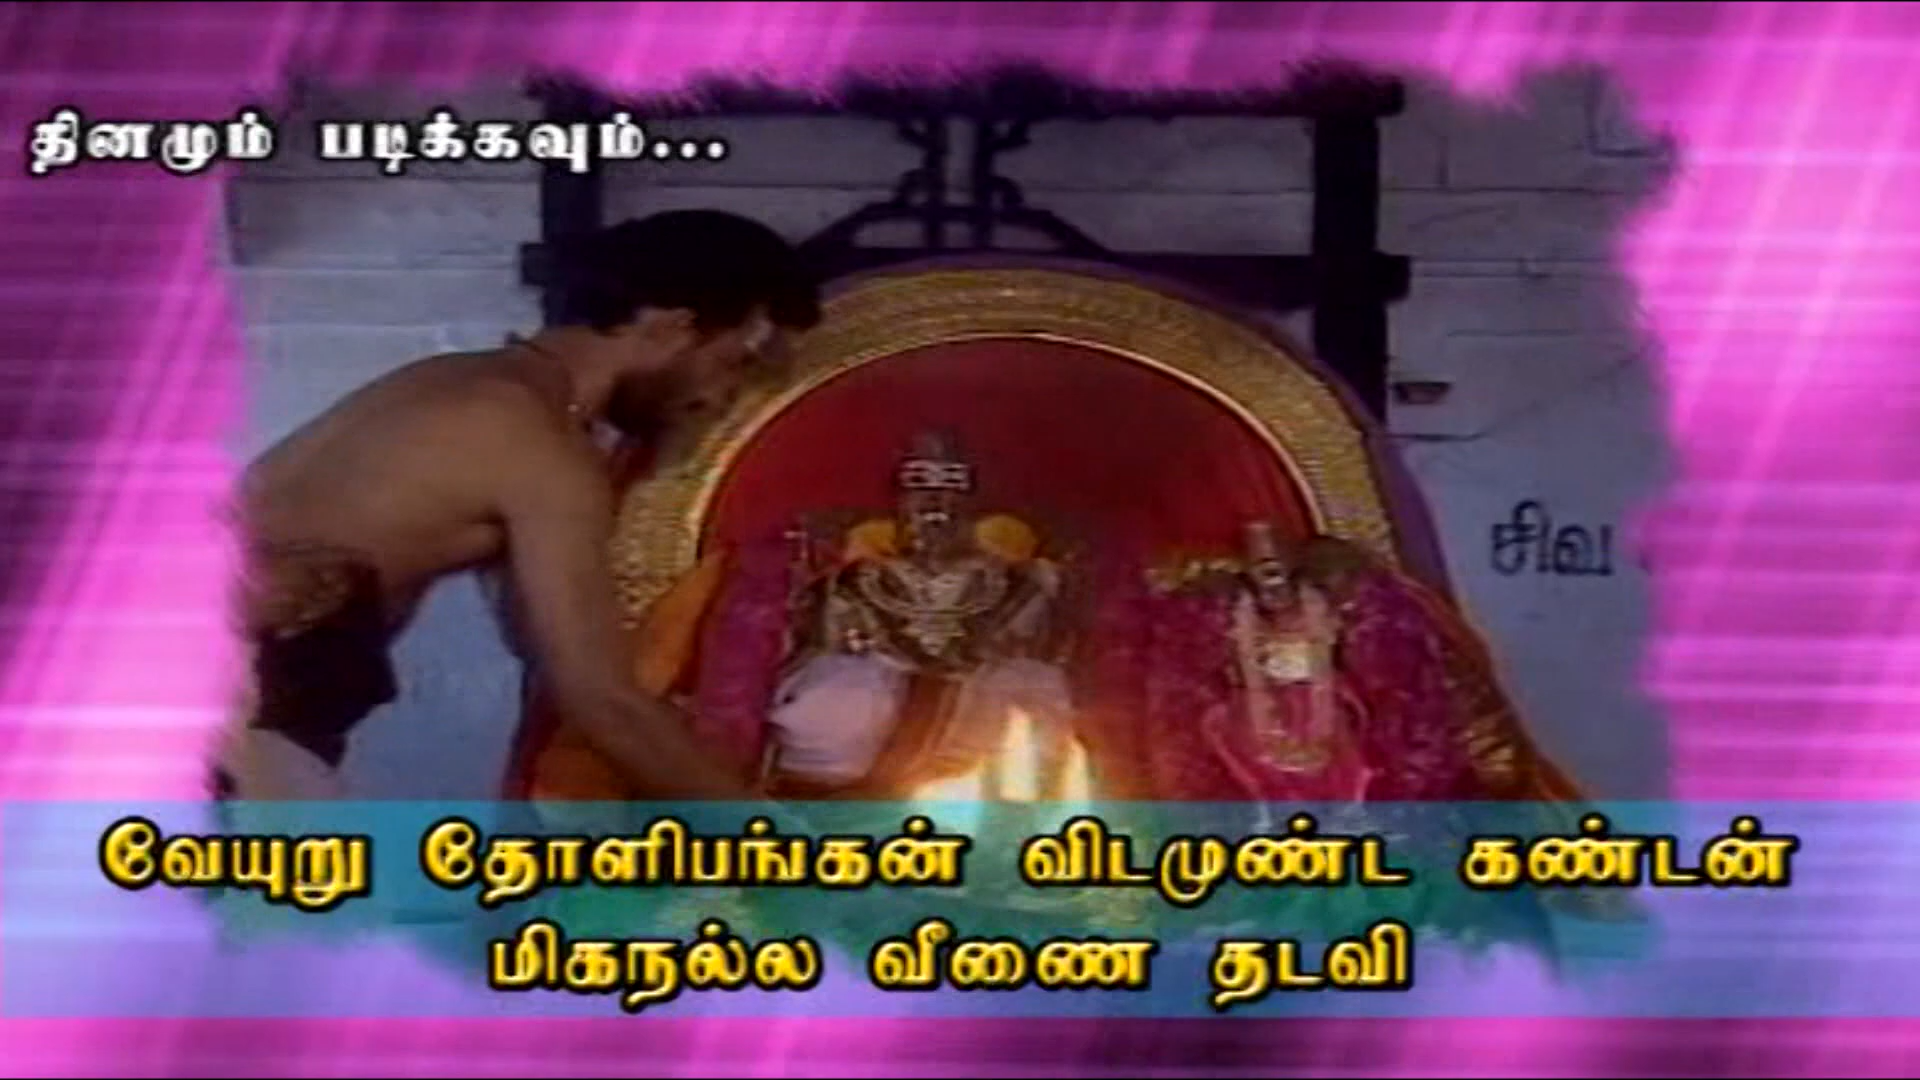 தினமும் படிக்கவும்...
சிவ
வேயுறு தோளிபங்கன் விடமுண்ட கண்டன்
மிகநல்ல வீணை தடவி